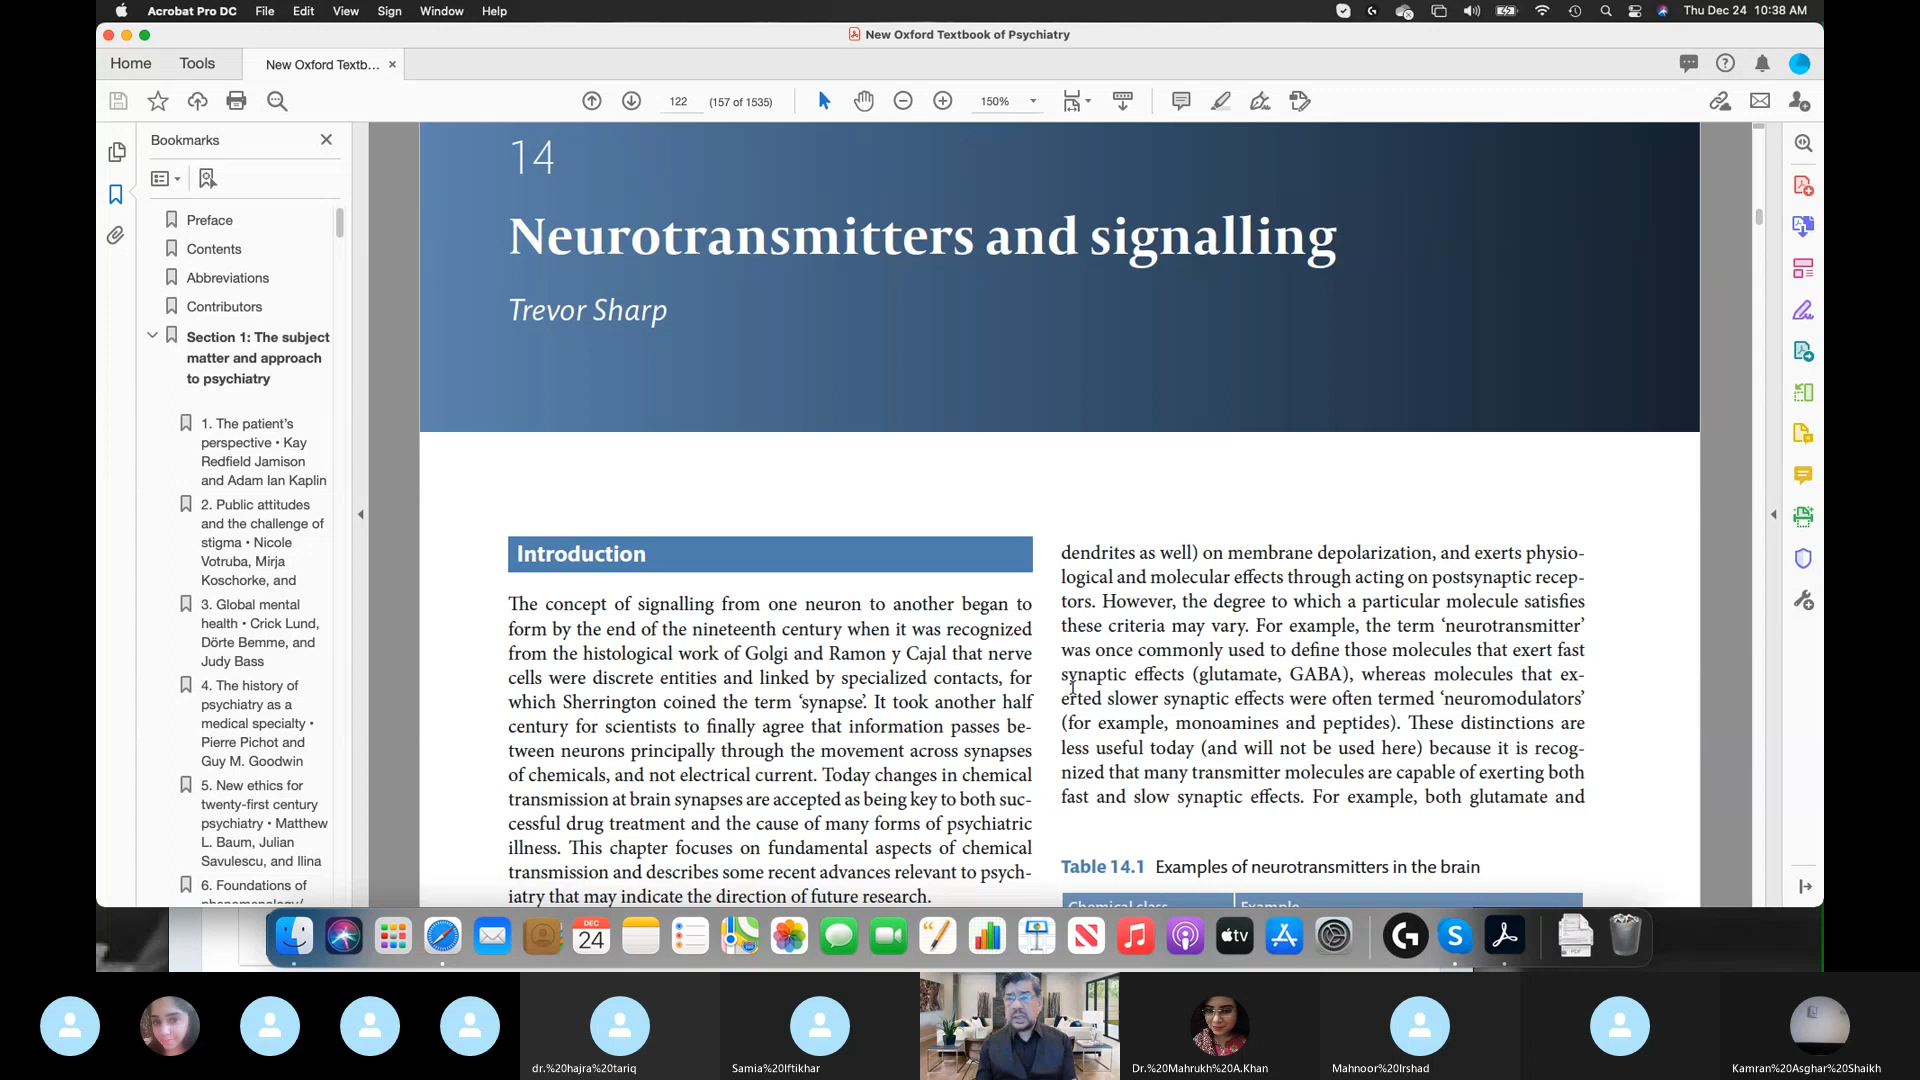 Acrobat Pro DC File Edit View Sign Window Help
Thu Dec 24 10:38 AM
New Oxford Textbook of Psychiatry
Home Tools New Oxford Textb... ×
122 (157 of 1535) 150%
Bookmarks
Preface
Contents
Abbreviations
Contributors
Section 1: The subject
matter and approach
to psychiatry
1. The patient's
perspective • Kay
Redfield Jamison
and Adam Ian Kaplin
2. Public attitudes
and the challenge of
stigma • Nicole
Votruba, Mirja
Koschorke, and
3. Global mental
health • Crick Lund,
Dörte Bemme, and
Judy Bass
4. The history of
psychiatry as a
medical specialty •
Pierre Pichot and
Guy M. Goodwin
5. New ethics for
twenty-first century
psychiatry • Matthew
L. Baum, Julian
Savulescu, and Ilina
6. Foundations of
phenomenology/
14
Neurotransmitters and signalling
Trevor Sharp
Introduction
The concept of signalling from one neuron to another began to
form by the end of the nineteenth century when it was recognized
from the histological work of Golgi and Ramon y Cajal that nerve
cells were discrete entities and linked by specialized contacts, for
which Sherrington coined the term ‘synapse’. It took another half
century for scientists to finally agree that information passes be-
tween neurons principally through the movement across synapses
of chemicals, and not electrical current. Today changes in chemical
transmission at brain synapses are accepted as being key to both suc-
cessful drug treatment and the cause of many forms of psychiatric
illness. This chapter focuses on fundamental aspects of chemical
transmission and describes some recent advances relevant to psych-
iatry that may indicate the direction of future research.
dendrites as well) on membrane depolarization, and exerts physio-
logical and molecular effects through acting on postsynaptic recep-
tors. However, the degree to which a particular molecule satisfies
these criteria may vary. For example, the term ‘neurotransmitter’
was once commonly used to define those molecules that exert fast
synaptic effects (glutamate, GABA), whereas molecules that ex-
erted slower synaptic effects were often termed ‘neuromodulators’
(for example, monoamines and peptides). These distinctions are
less useful today (and will not be used here) because it is recog-
nized that many transmitter molecules are capable of exerting both
fast and slow synaptic effects. For example, both glutamate and
Table 14.1 Examples of neurotransmitters in the brain
Chemical class Example
DEC
24
tv
PDF
dr.%20hajra%20tariq
Samia%20Iftikhar
Dr.%20Mahrukh%20A.Khan
Mahnoor%20Irshad
Kamran%20Asghar%20Shaikh